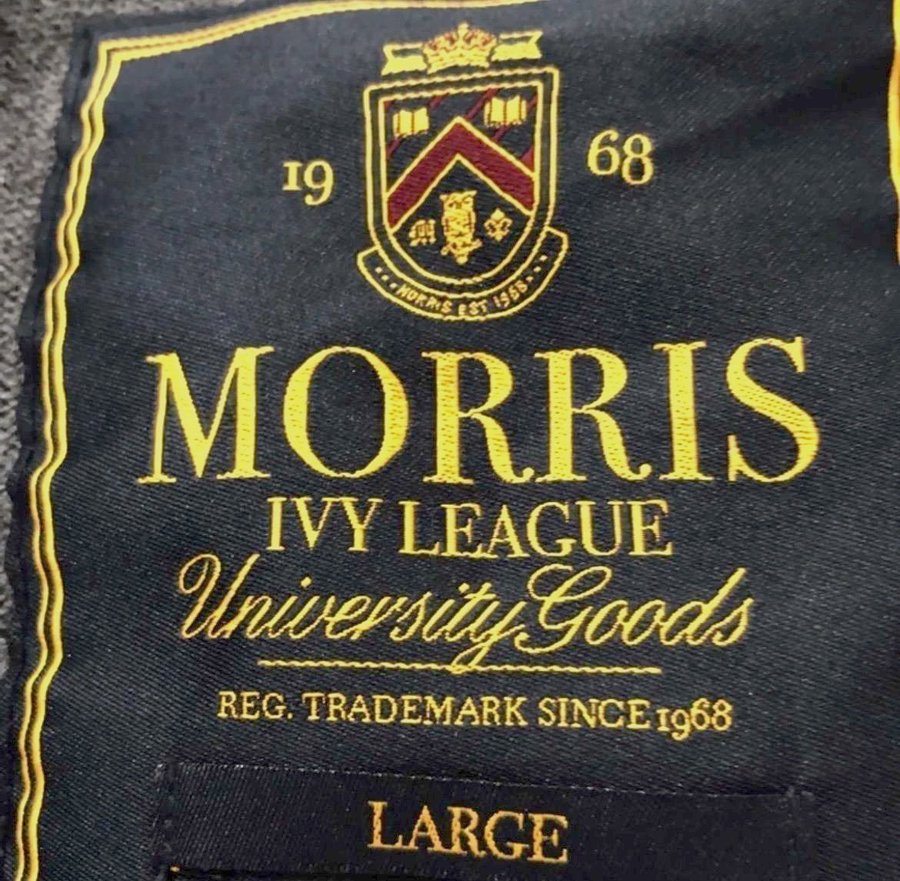 19 68
M
MORRIS EST 1968
MORRIS
IVY LEAGUE
University Goods
REG. TRADEMARK SINCE 1968
LARGE